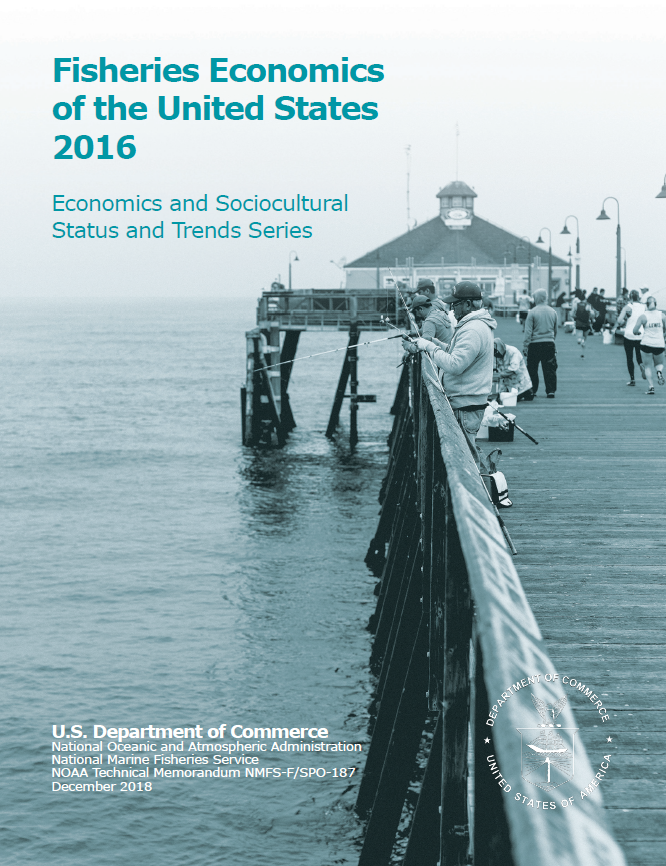 Fisheries Economics
of the United States
2016
Economics and Sociocultural
Status and Trends Series
U.S. Department of Commerce
National Oceanic and Atmospheric Administration
National Marine Fisheries Service
NOAA Technical Memorandum NMFS-F/SPO-187
December 2018
DEPARTMENT OF COMMERCE
UNITED STATES OF AMERICA